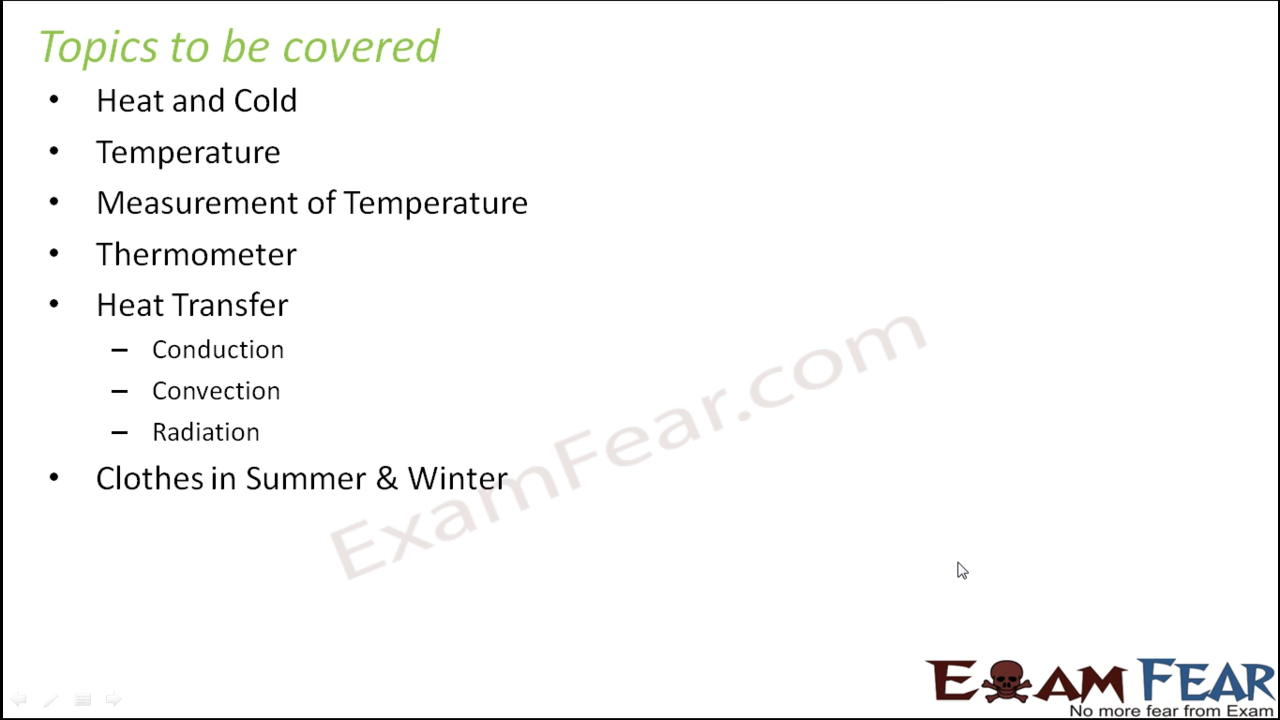 Topics to be covered
• Heat and Cold
• Temperature
• Measurement of Temperature
• Thermometer
• Heat Transfer
– Conduction
– Convection
– Radiation
• Clothes in Summer & Winter
ExamFear.com
EXAM FEAR
No more fear from Exam